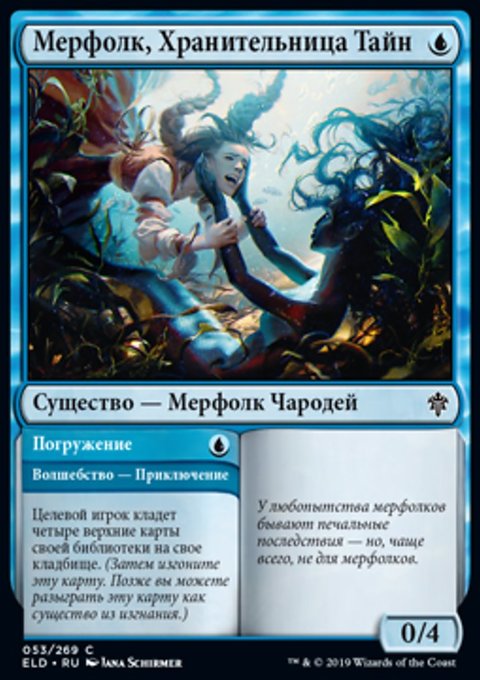 Мерфолк, Хранительница Тайн
Существо — Мерфолк Чародей
Погружение
Волшебство — Приключение
Целевой игрок кладет
четыре верхние карты
своей библиотеки на свое
кладбище. (Затем изгоните
эту карту. Позже вы можете
разыграть эту карту как
существо из изгнания.)
У любопытства мерфолков
бывают печальные
последствия — но, чаще
всего, не для мерфолков.
0/4
053/269 C
ELD • RU Jana Schirmer
™ & © 2019 Wizards of the Coast